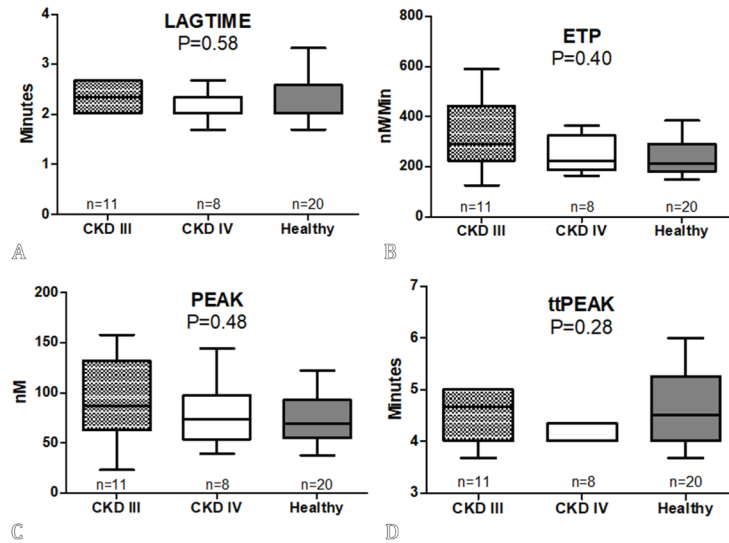 LAGTIME
P=0.58
4
3
2
1
0
Minutes
n=11 n=8 n=20
CKD III CKD IV Healthy
A
ETP
P=0.40
800
600
400
200
0
nM/Min
n=11 n=8 n=20
CKD III CKD IV Healthy
B
PEAK
P=0.48
200
150
100
50
0
nM
n=11 n=8 n=20
CKD III CKD IV Healthy
C
ttPEAK
P=0.28
7
6
5
4
3
Minutes
n=11 n=8 n=20
CKD III CKD IV Healthy
D